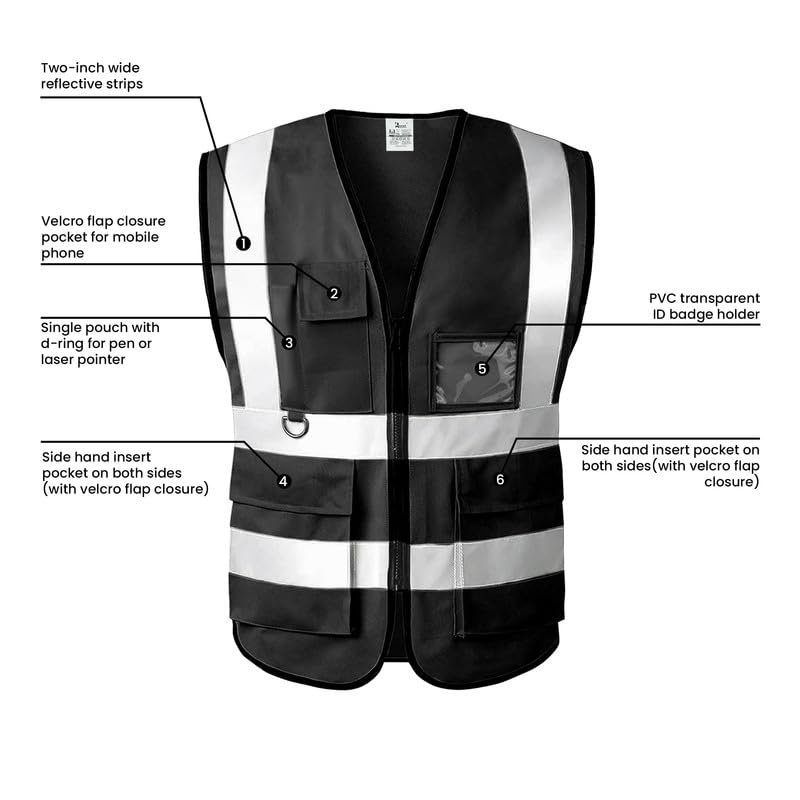 Two-inch wide
reflective strips
1
Velcro flap closure
pocket for mobile
phone
2
Single pouch with
d-ring for pen or
laser pointer
3
PVC transparent
ID badge holder
5
Side hand insert
pocket on both sides
(with velcro flap closure)
4
Side hand insert pocket on
both sides(with velcro flap
closure)
6